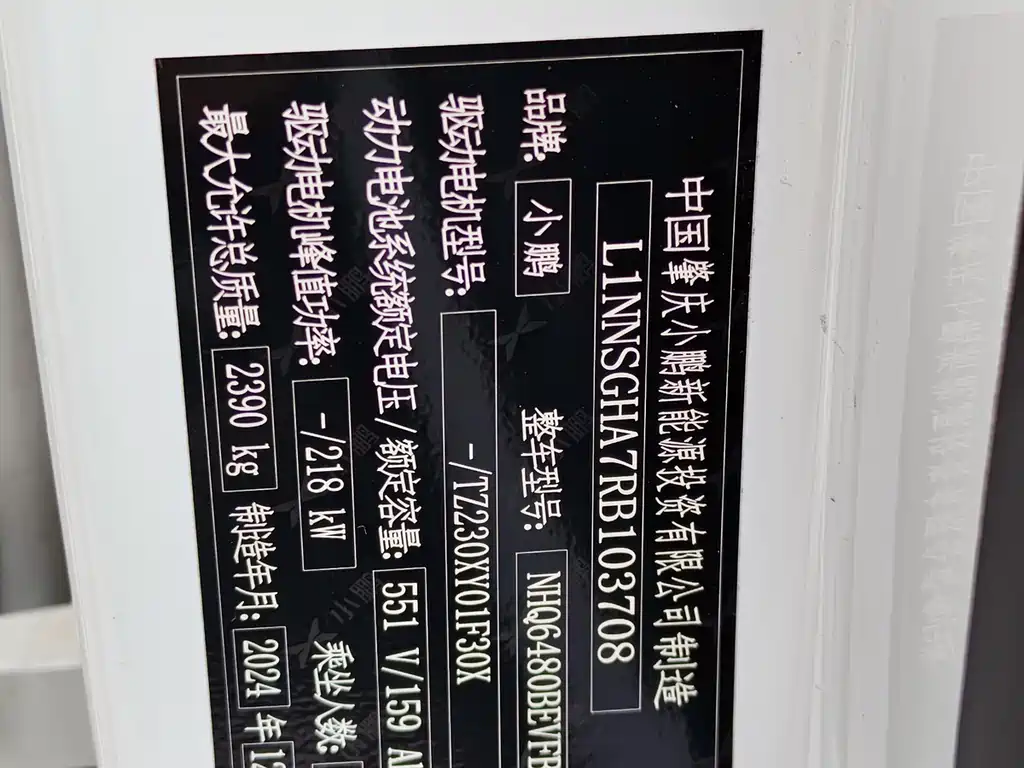 中国肇庆小鹏新能源投资有限公司制造
L1NNSGHA7RB103708
品牌: 小鹏 整车型号: NHQ6480BEVFB
驱动电机型号: -/TZ230XY01F30X
动力电池系统额定电压/额定容量: 551 V/159 A
驱动电机峰值功率: -/218 kW 乘坐人数:
最大允许总质量: 2390 kg 制造年月: 2024 年 12